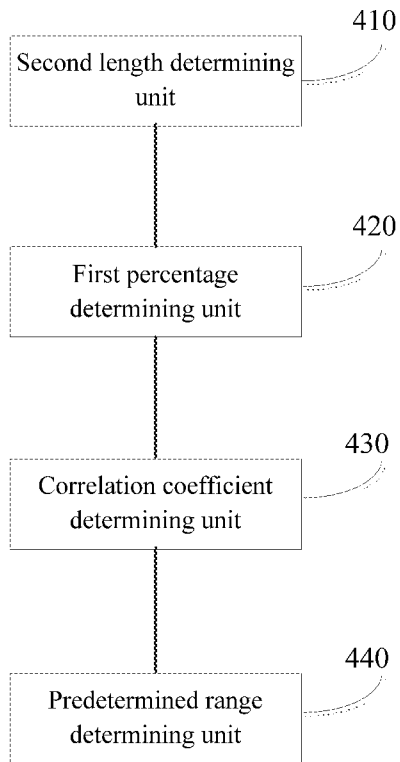 410
Second length determining
unit
420
First percentage
determining unit
430
Correlation coefficient
determining unit
440
Predetermined range
determining unit